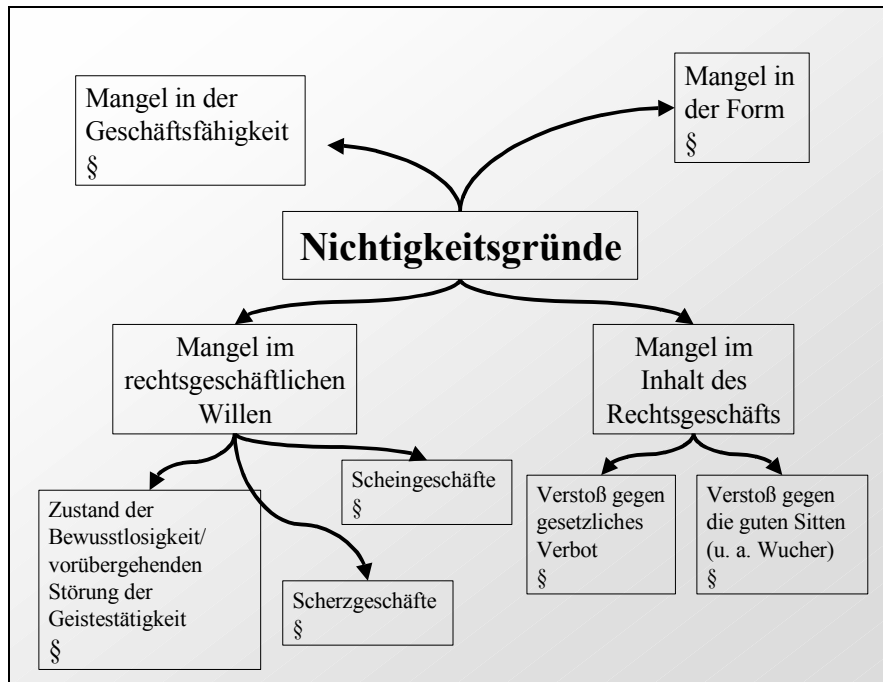 Mangel in der
Geschäftsfähigkeit
§
Mangel in
der Form
§
Nichtigkeitsgründe
Mangel im
rechtsgeschäftlichen
Willen
Mangel im
Inhalt des
Rechtsgeschäfts
Scheingeschäfte
§
Zustand der
Bewusstlosigkeit/
vorübergehenden
Störung der
Geistestätigkeit
§
Scherzgeschäfte
§
Verstoß gegen
gesetzliches
Verbot
§
Verstoß gegen
die guten Sitten
(u. a. Wucher)
§